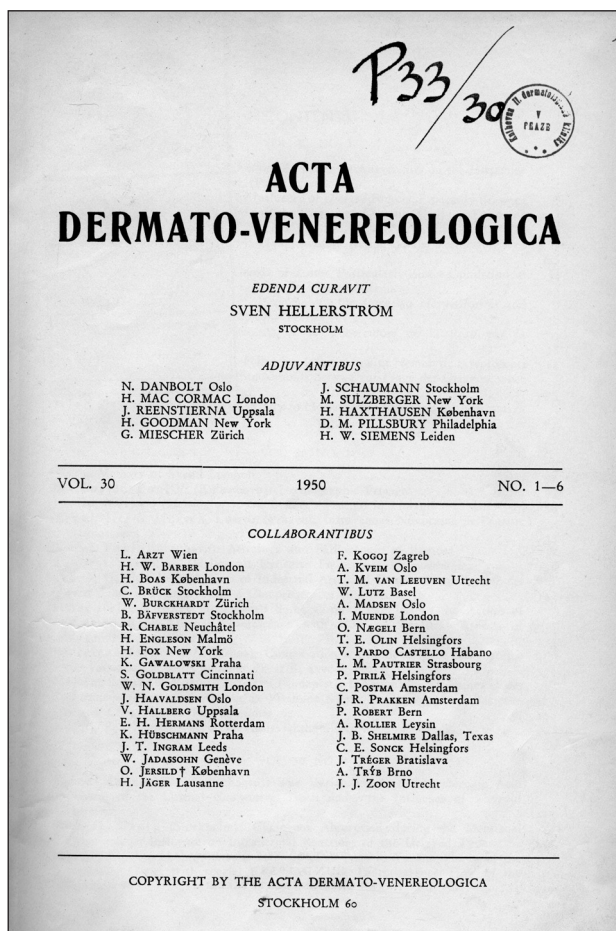 P33/30
Knihovna II. dermatologické kliniky
V
PRAZE
ACTA
DERMATO-VENEREOLOGICA
EDENDA CURAVIT
SVEN HELLERSTRÖM
STOCKHOLM
ADJUVANTIBUS
N. DANBOLT Oslo
H. MAC CORMAC London
J. REENSTIERNA Uppsala
H. GOODMAN New York
G. MIESCHER Zürich
J. SCHAUMANN Stockholm
M. SULZBERGER New York
H. HAXTHAUSEN København
D. M. PILLSBURY Philadelphia
H. W. SIEMENS Leiden
VOL. 30 1950 NO. 1—6
COLLABORANTIBUS
L. ARZT Wien
H. W. BARBER London
H. BOAS København
C. BRÜCK Stockholm
W. BURCKHARDT Zürich
B. BÄFVERSTEDT Stockholm
R. CHABLE Neuchâtel
H. ENGLESON Malmö
H. FOX New York
K. GAWALOWSKI Praha
S. GOLDBLATT Cincinnati
W. N. GOLDSMITH London
J. HAAVALDSEN Oslo
V. HALLBERG Uppsala
E. H. HERMANS Rotterdam
K. HÜBSCHMANN Praha
J. T. INGRAM Leeds
W. JADASSOHN Genève
O. JERSILD† København
H. JÄGER Lausanne
F. KOGOJ Zagreb
A. KVEIM Oslo
T. M. VAN LEEUVEN Utrecht
W. LUTZ Basel
A. MADSEN Oslo
I. MUENDE London
O. NÆGELI Bern
T. E. OLIN Helsingfors
V. PARDO CASTELLO Habano
L. M. PAUTRIER Strasbourg
P. PIRILÄ Helsingfors
C. POSTMA Amsterdam
J. R. PRAKKEN Amsterdam
P. ROBERT Bern
A. ROLLIER Leysin
J. B. SHELMIRE Dallas, Texas
C. E. SONCK Helsingfors
J. TRÉGER Bratislava
A. TRÝB Brno
J. J. ZOON Utrecht
COPYRIGHT BY THE ACTA DERMATO-VENEREOLOGICA
STOCKHOLM 60